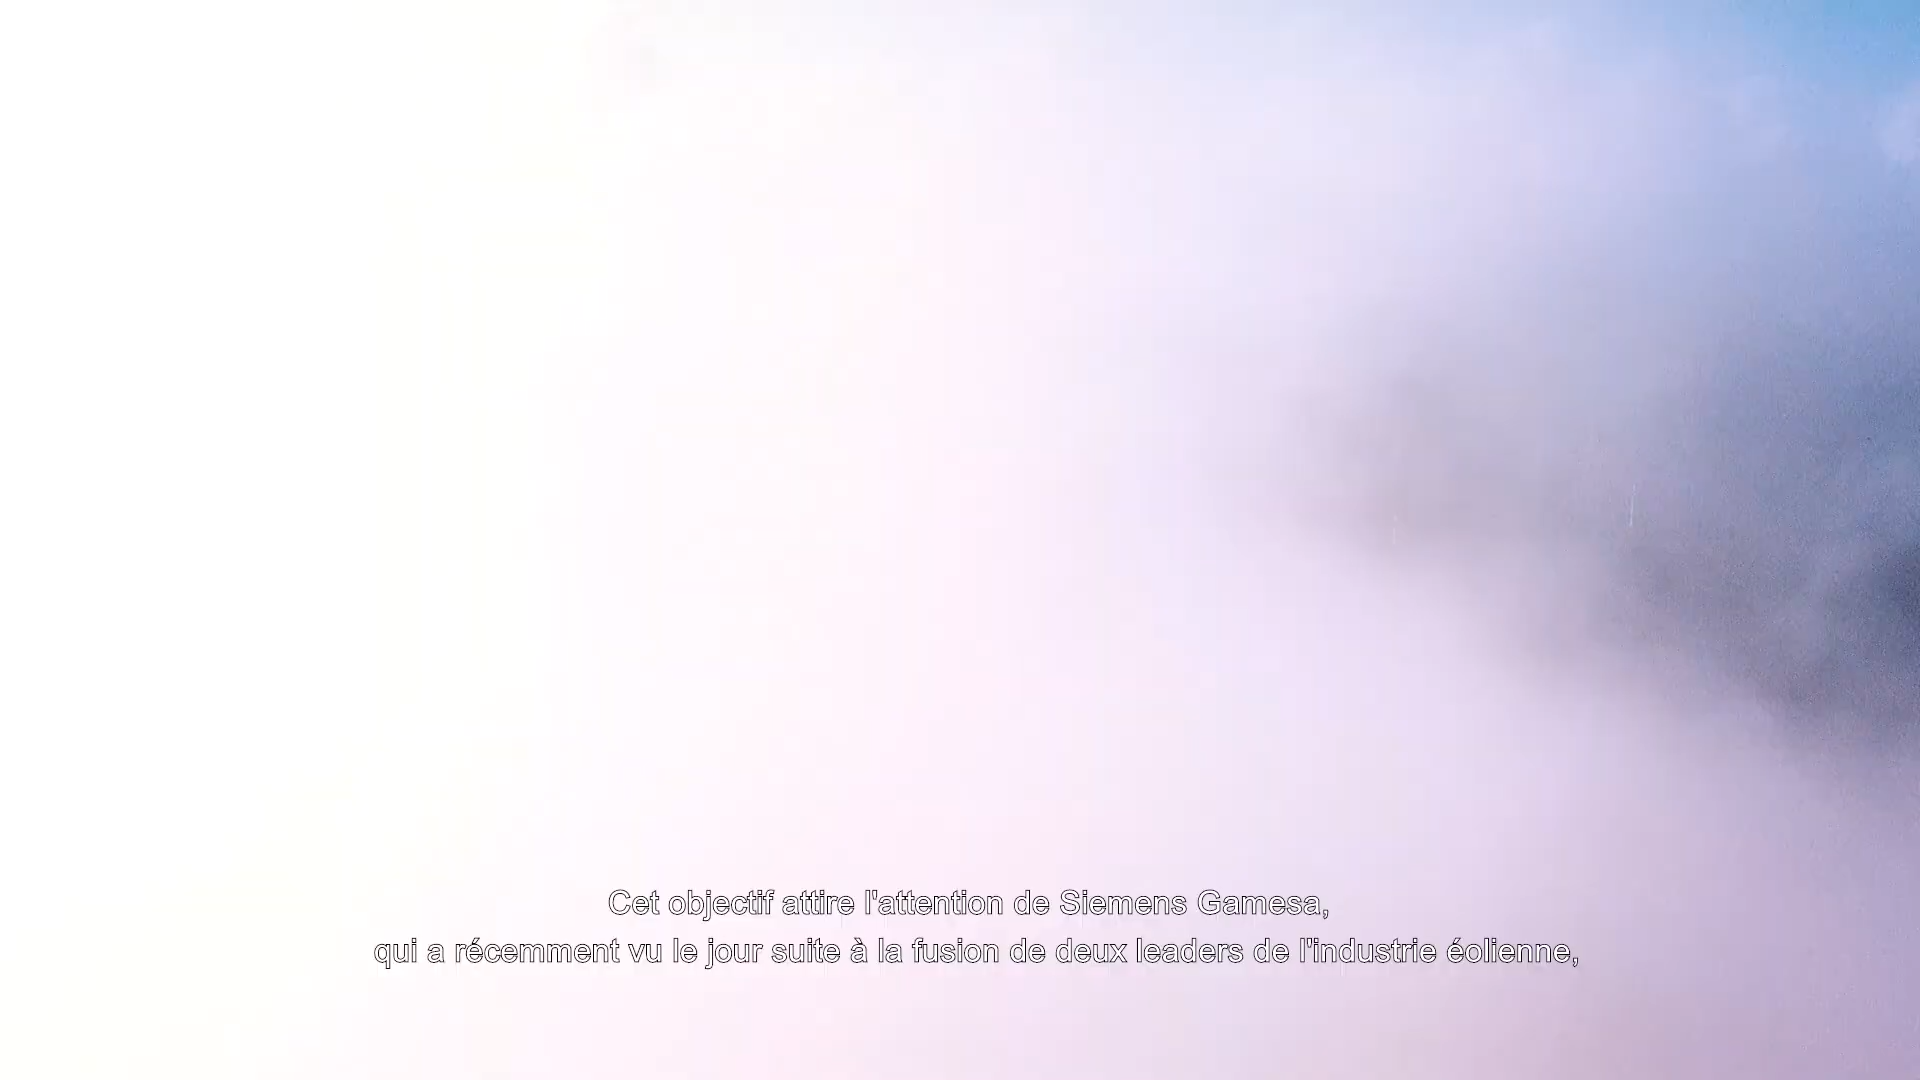 Cet objectif attire l'attention de Siemens Gamesa,
qui a récemment vu le jour suite à la fusion de deux leaders de l'industrie éolienne,